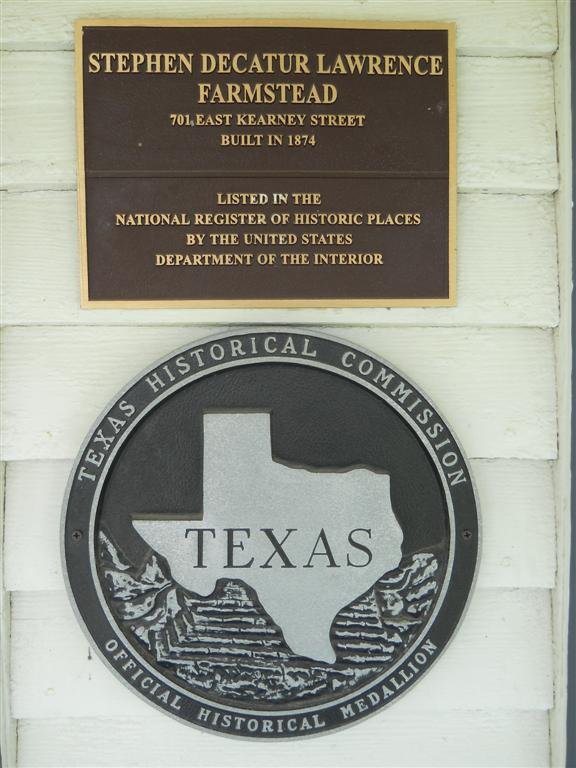 STEPHEN DECATUR LAWRENCE
FARMSTEAD
701 EAST KEARNEY STREET
BUILT IN 1874
LISTED IN THE
NATIONAL REGISTER OF HISTORIC PLACES
BY THE UNITED STATES
DEPARTMENT OF THE INTERIOR
TEXAS HISTORICAL COMMISSION
TEXAS
OFFICIAL HISTORICAL MEDALLION